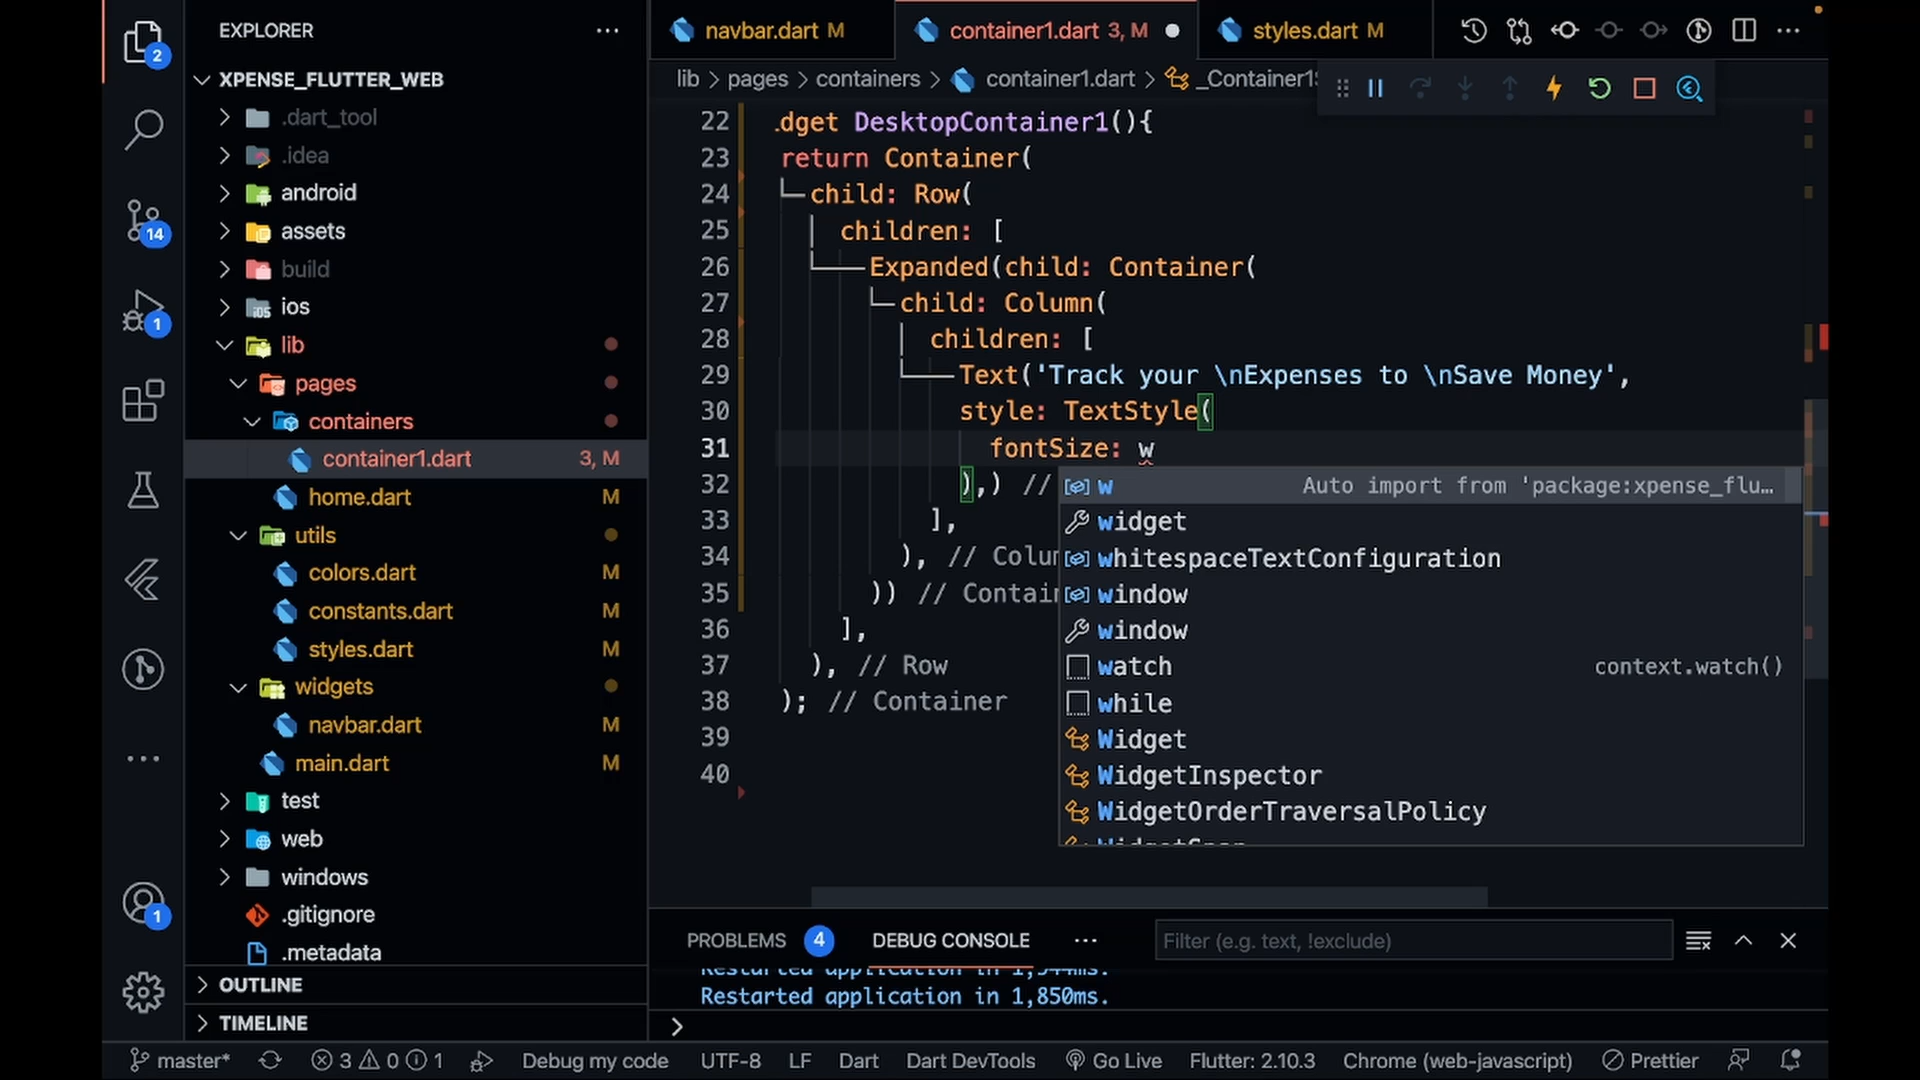 2
14
1
1
EXPLORER
XPENSE_FLUTTER_WEB
.dart_tool
.idea
android
assets
build
ios
lib
pages
containers
container1.dart 3, M
home.dart M
utils
colors.dart M
constants.dart M
styles.dart M
widgets
navbar.dart M
main.dart M
test
web
windows
.gitignore
.metadata
OUTLINE
TIMELINE
navbar.dart M
container1.dart 3, M
styles.dart M
lib > pages > containers > container1.dart >
22 .dget DesktopContainer1(){
23 return Container(
24 child: Row(
25 children: [
26 Expanded(child: Container(
27 child: Column(
28 children: [
29 Text('Track your \nExpenses to \nSave Money',
30 style: TextStyle(
31 fontSize: w
32 ),) //
33 ],
34 ), //
35 )) //
36 ],
37 ), // Row
38 ); // Container
39
40
w Auto import from 'package:xpense_flu…
widget
whitespaceTextConfiguration
window
window
watch context.watch()
while
Widget
WidgetInspector
WidgetOrderTraversalPolicy
PROBLEMS 4 DEBUG CONSOLE
Filter (e.g. text, !exclude)
Restarted application in 1,850ms.
>
master* 3 0 1 Debug my code UTF-8 LF Dart Dart DevTools Go Live Flutter: 2.10.3 Chrome (web-javascript) Prettier